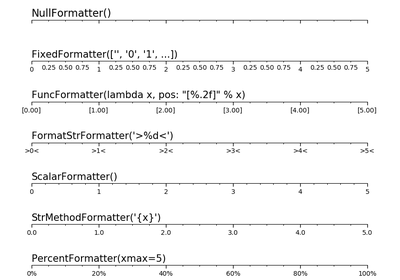 NullFormatter()
FixedFormatter(['', '0', '1', ...])
0 0.25 0.50 0.75 1 0.25 0.50 0.75 2 0.25 0.50 0.75 3 0.25 0.50 0.75 4 0.25 0.50 0.75 5
FuncFormatter(lambda x, pos: "[%.2f]" % x)
[0.00] [1.00] [2.00] [3.00] [4.00] [5.00]
FormatStrFormatter('>%d<')
>0< >1< >2< >3< >4< >5<
ScalarFormatter()
0 1 2 3 4 5
StrMethodFormatter('{x}')
0.0 1.0 2.0 3.0 4.0 5.0
PercentFormatter(xmax=5)
0% 20% 40% 60% 80% 100%